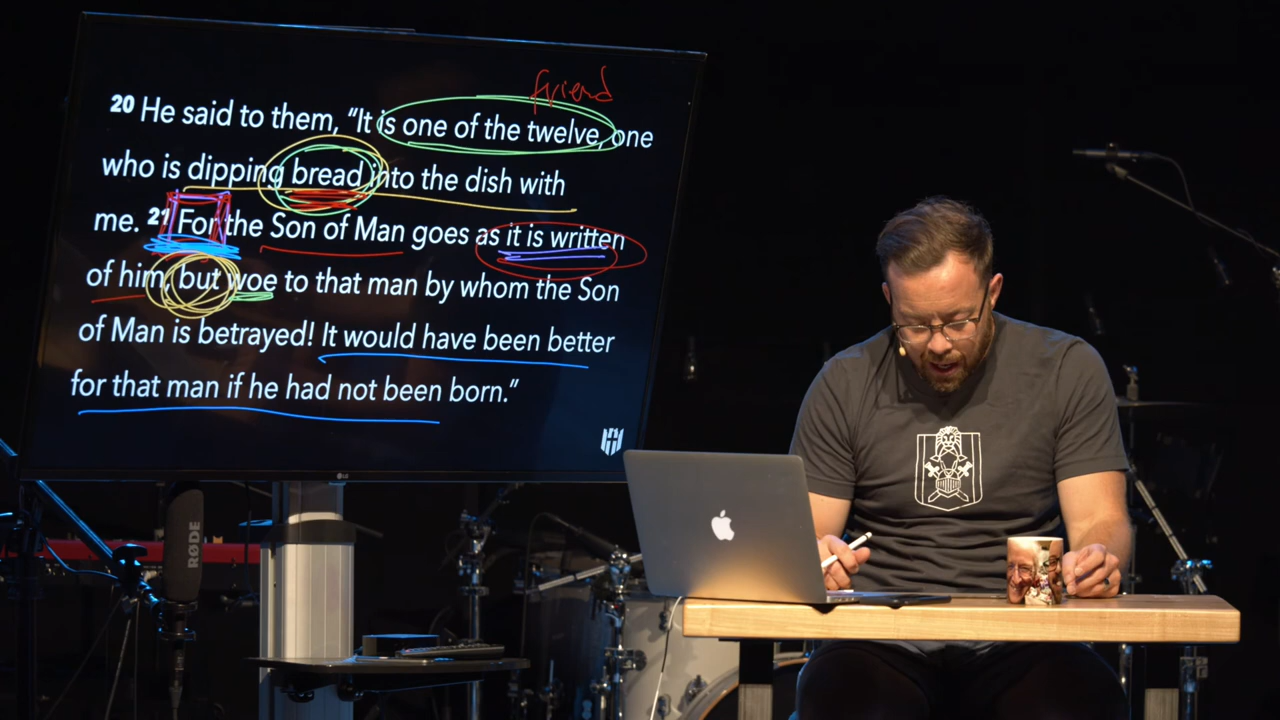 friend
20 He said to them, “It is one of the twelve, one
who is dipping bread into the dish with
me. 21 For the Son of Man goes as it is written
of him, but woe to that man by whom the Son
of Man is betrayed! It would have been better
for that man if he had not been born.”
LG
RØDE